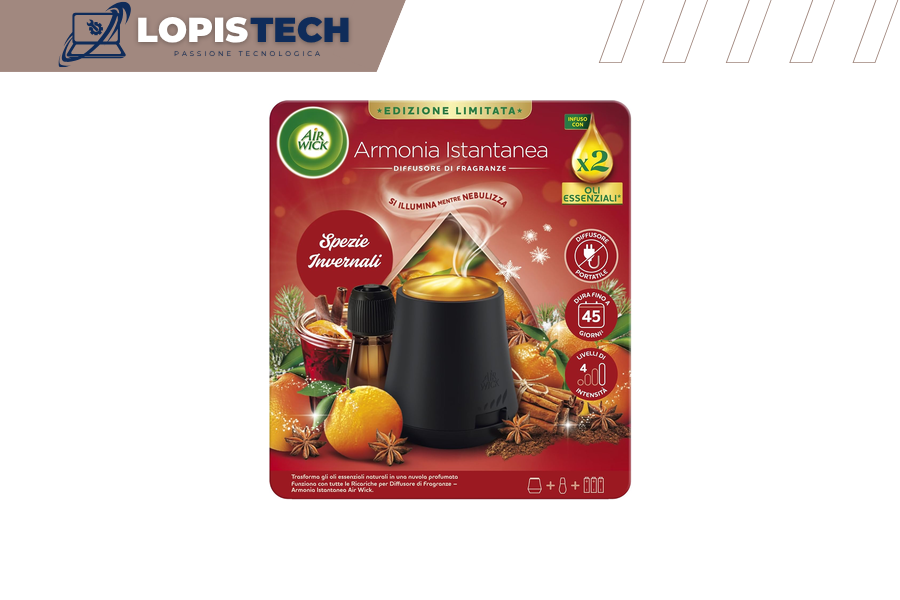 LOPISTECH
PASSIONE TECNOLOGICA
★EDIZIONE LIMITATA★
AIR
WICK
Armonia Istantanea
DIFFUSORE DI FRAGRANZE
INFUSO
CON
x2
OLI
ESSENZIALI*
SI ILLUMINA MENTRE NEBULIZZA
Spezie
Invernali
DIFFUSORE
PORTATILE
DURA FINO A
45
GIORNI¹
LIVELLI DI
4
INTENSITÀ
Trasforma gli oli essenziali naturali in una nuvola profumata
Funziona con tutte le Ricariche per Diffusore di Fragranze –
Armonia Istantanea Air Wick.
+ +